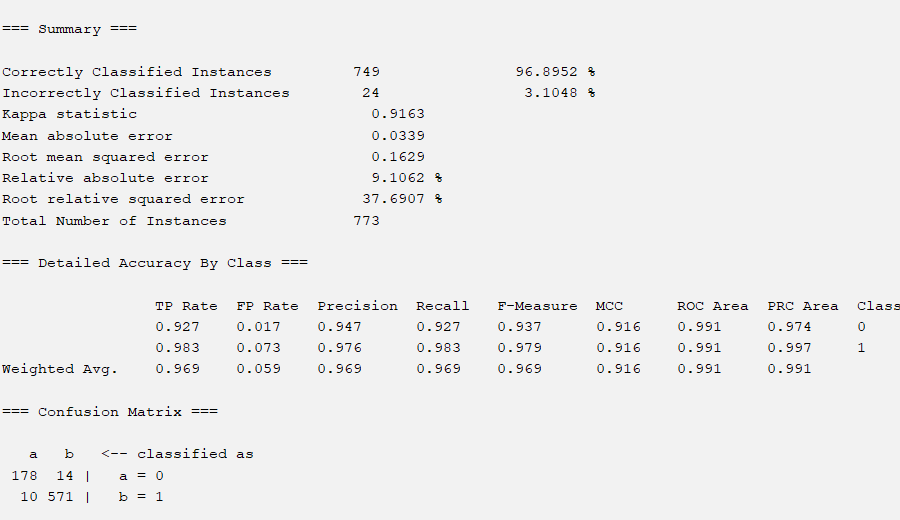 === Summary ===
Correctly Classified Instances 749 96.8952 %
Incorrectly Classified Instances 24 3.1048 %
Kappa statistic 0.9163
Mean absolute error 0.0339
Root mean squared error 0.1629
Relative absolute error 9.1062 %
Root relative squared error 37.6907 %
Total Number of Instances 773
=== Detailed Accuracy By Class ===
TP Rate FP Rate Precision Recall F-Measure MCC ROC Area PRC Area Class
0.927 0.017 0.947 0.927 0.937 0.916 0.991 0.974 0
0.983 0.073 0.976 0.983 0.979 0.916 0.991 0.997 1
Weighted Avg. 0.969 0.059 0.969 0.969 0.969 0.916 0.991 0.991
=== Confusion Matrix ===
a b <-- classified as
178 14 | a = 0
10 571 | b = 1